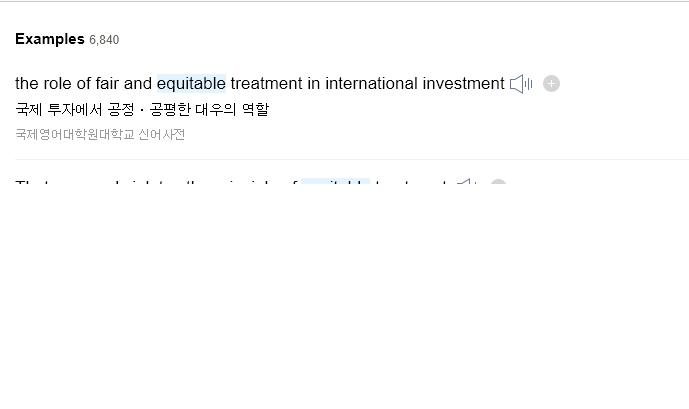 Examples 6,840
the role of fair and equitable treatment in international investment
국제 투자에서 공정 · 공평한 대우의 역할
국제영어대학원대학교 신어사전